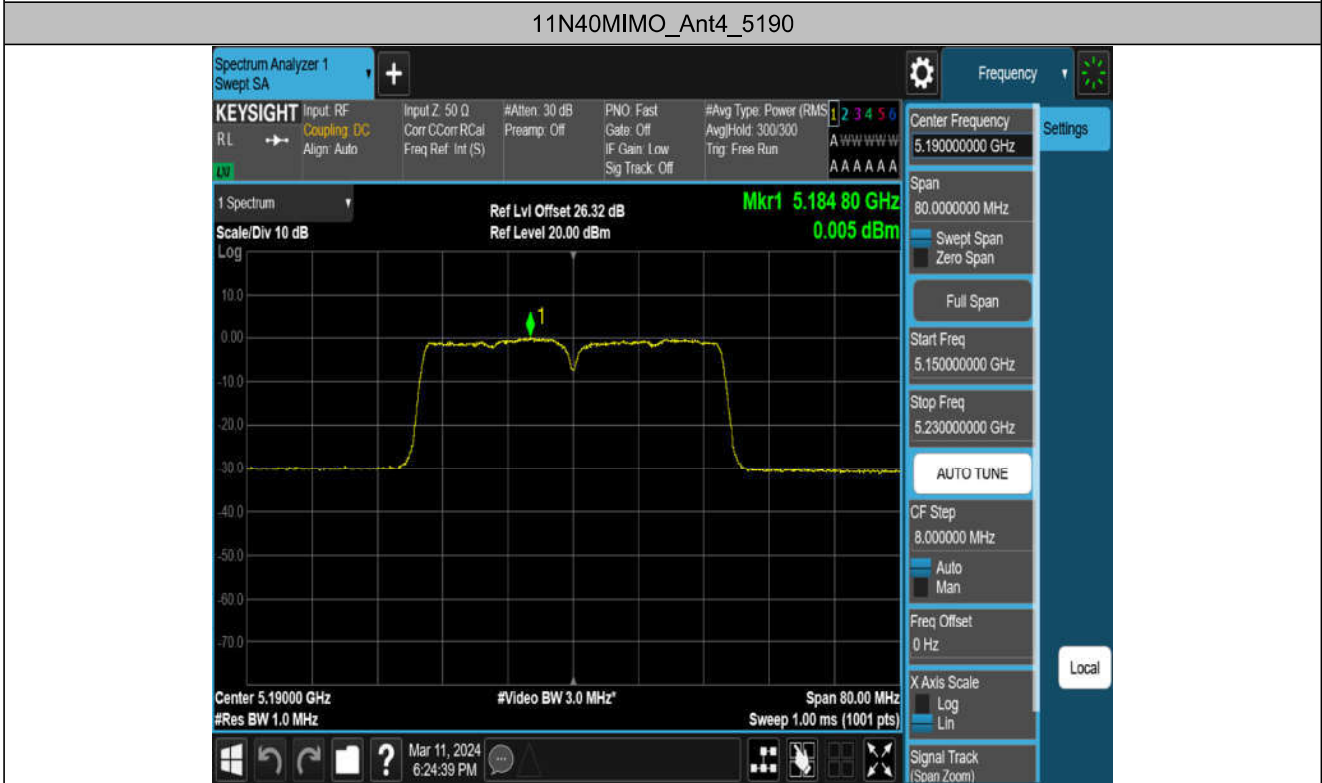 11N40MIMO_Ant4_5190
Spectrum Analyzer 1
Swept SA
+
Frequency
KEYSIGHT
RL
LXI
Input: RF
Coupling: DC
Align: Auto
Input Z: 50 Ω
Corr CCorr RCal
Freq Ref: Int (S)
#Atten: 30 dB
Preamp: Off
PNO: Fast
Gate: Off
IF Gain: Low
Sig Track: Off
#Avg Type: Power (RMS
Avg|Hold: 300/300
Trig: Free Run
1 2 3 4 5 6
A W W W W W
A A A A A A
1 Spectrum
Scale/Div 10 dB
Log
Ref Lvl Offset 26.32 dB
Ref Level 20.00 dBm
Mkr1 5.184 80 GHz
0.005 dBm
1
10.0
0.00
-10.0
-20.0
-30.0
-40.0
-50.0
-60.0
-70.0
Center 5.19000 GHz
#Res BW 1.0 MHz
#Video BW 3.0 MHz*
Span 80.00 MHz
Sweep 1.00 ms (1001 pts)
?
Mar 11, 2024
6:24:39 PM
Center Frequency
5.190000000 GHz
Settings
Span
80.0000000 MHz
Swept Span
Zero Span
Full Span
Start Freq
5.150000000 GHz
Stop Freq
5.230000000 GHz
AUTO TUNE
CF Step
8.000000 MHz
Auto
Man
Freq Offset
0 Hz
Local
X Axis Scale
Log
Lin
Signal Track
(Span Zoom)